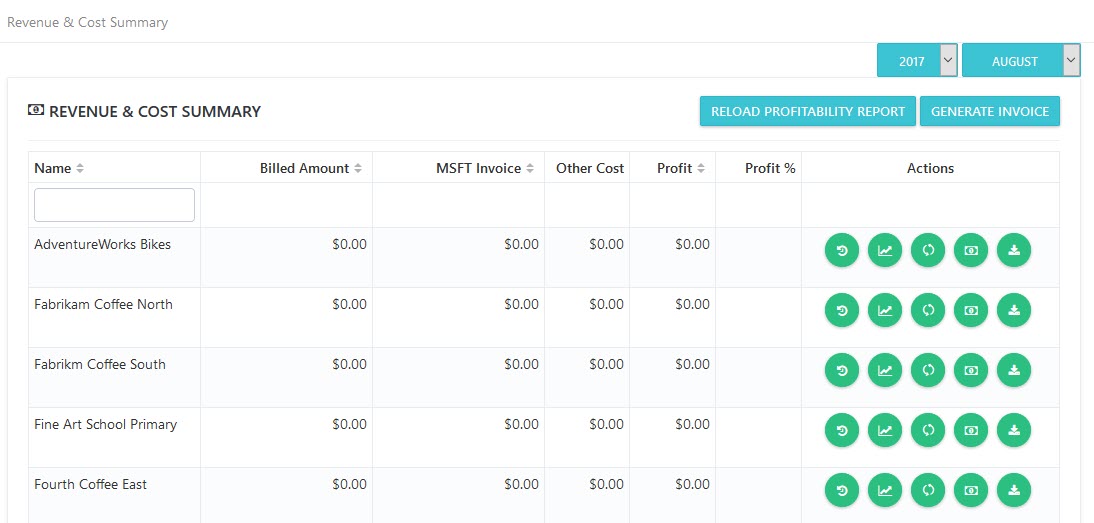 Revenue & Cost Summary
2017 AUGUST
REVENUE & COST SUMMARY RELOAD PROFITABILITY REPORT GENERATE INVOICE
Name Billed Amount MSFT Invoice Other Cost Profit Profit % Actions
AdventureWorks Bikes $0.00 $0.00 $0.00 $0.00
Fabrikam Coffee North $0.00 $0.00 $0.00 $0.00
Fabrikm Coffee South $0.00 $0.00 $0.00 $0.00
Fine Art School Primary $0.00 $0.00 $0.00 $0.00
Fourth Coffee East $0.00 $0.00 $0.00 $0.00